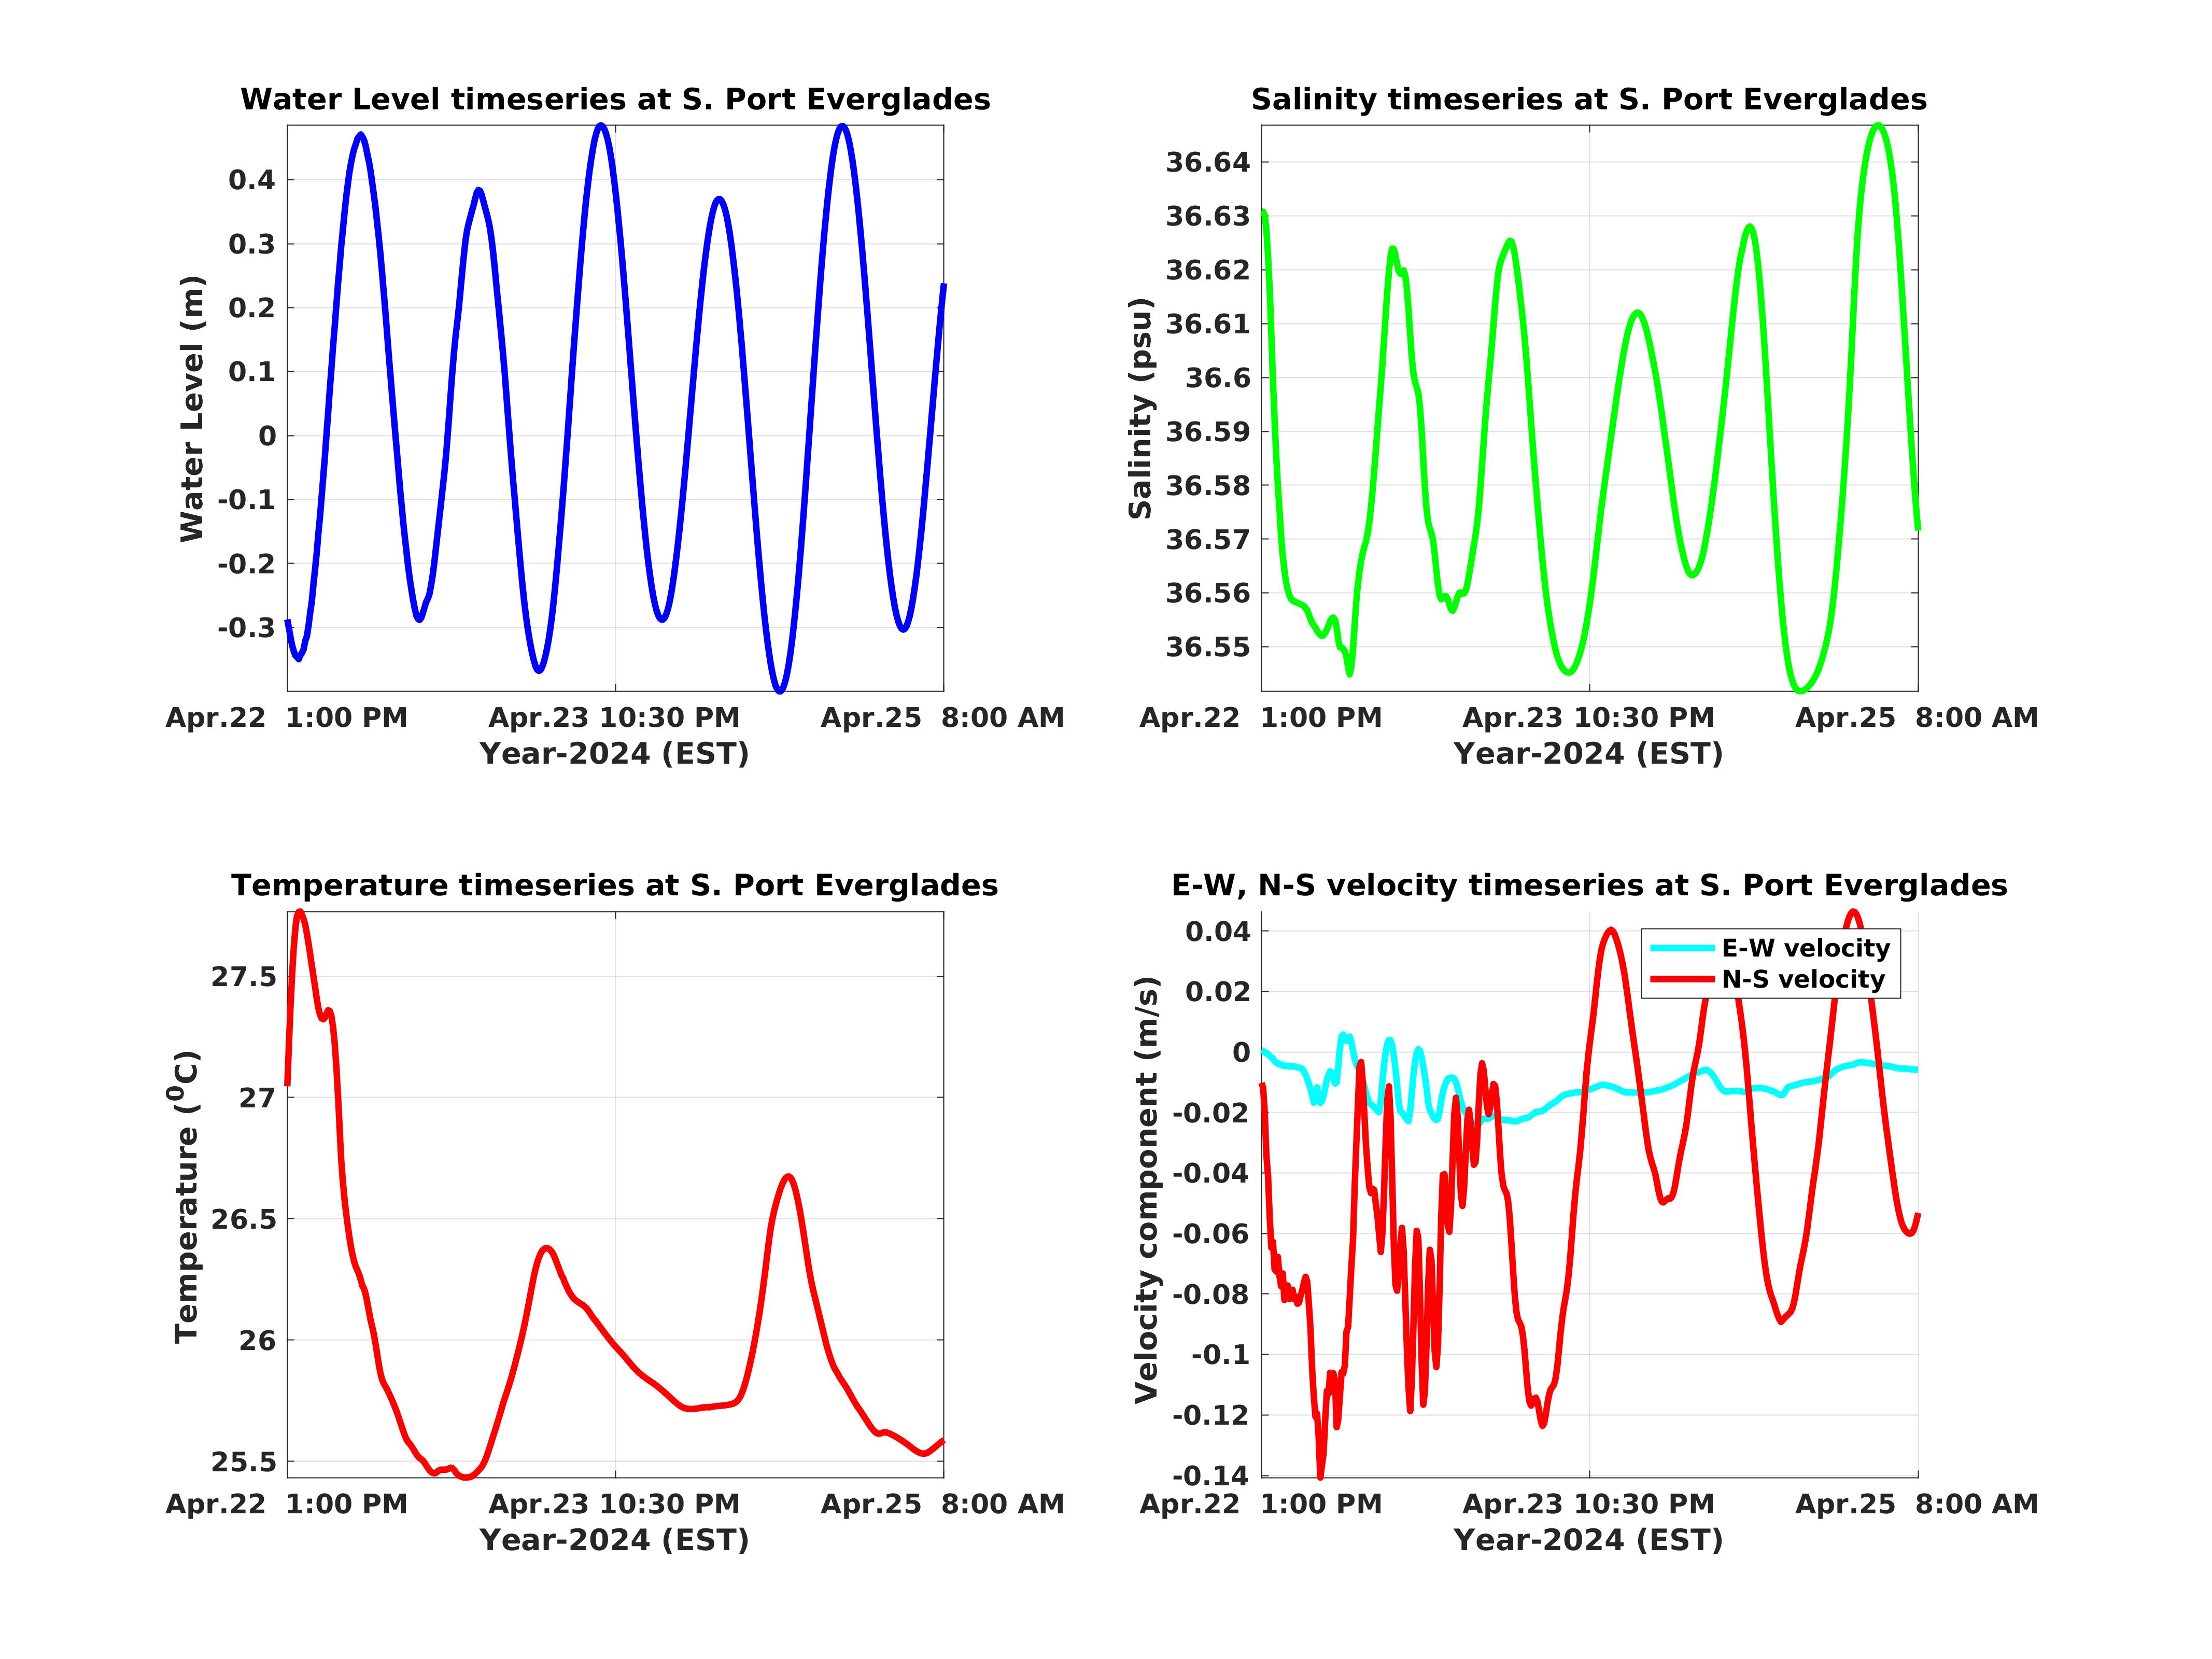 Water Level timeseries at S. Port Everglades
Water Level (m)
0.4
0.3
0.2
0.1
0
-0.1
-0.2
-0.3
Apr.22 1:00 PM
Apr.23 10:30 PM
Apr.25 8:00 AM
Year-2024 (EST)
Salinity timeseries at S. Port Everglades
Salinity (psu)
36.64
36.63
36.62
36.61
36.6
36.59
36.58
36.57
36.56
36.55
Apr.22 1:00 PM
Apr.23 10:30 PM
Apr.25 8:00 AM
Year-2024 (EST)
Temperature timeseries at S. Port Everglades
Temperature (⁰C)
27.5
27
26.5
26
25.5
Apr.22 1:00 PM
Apr.23 10:30 PM
Apr.25 8:00 AM
Year-2024 (EST)
E-W, N-S velocity timeseries at S. Port Everglades
Velocity component (m/s)
0.04
0.02
0
-0.02
-0.04
-0.06
-0.08
-0.1
-0.12
-0.14
E-W velocity
N-S velocity
Apr.22 1:00 PM
Apr.23 10:30 PM
Apr.25 8:00 AM
Year-2024 (EST)